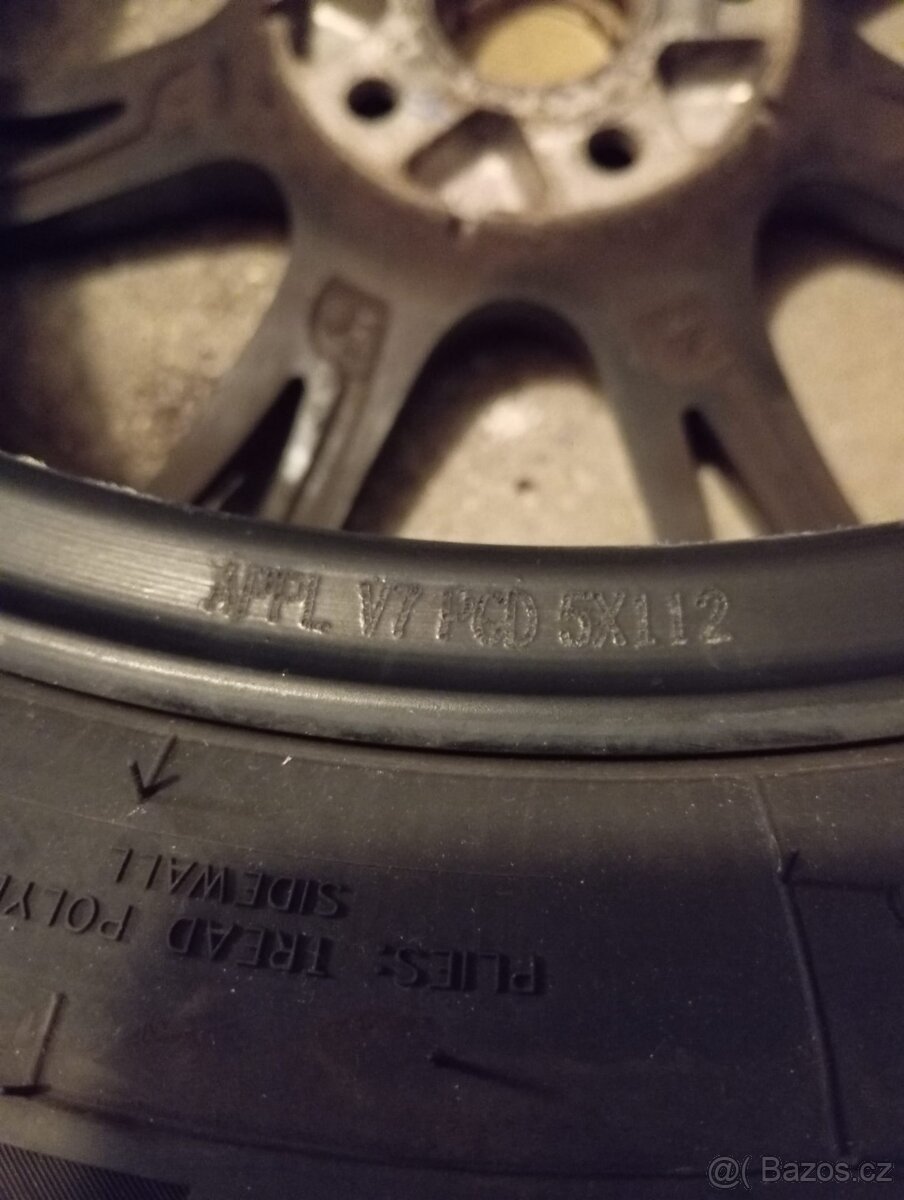 APPL V7 PCD 5X112
PLIES: TREAD POLY
SIDEWALL
@( Bazos.cz